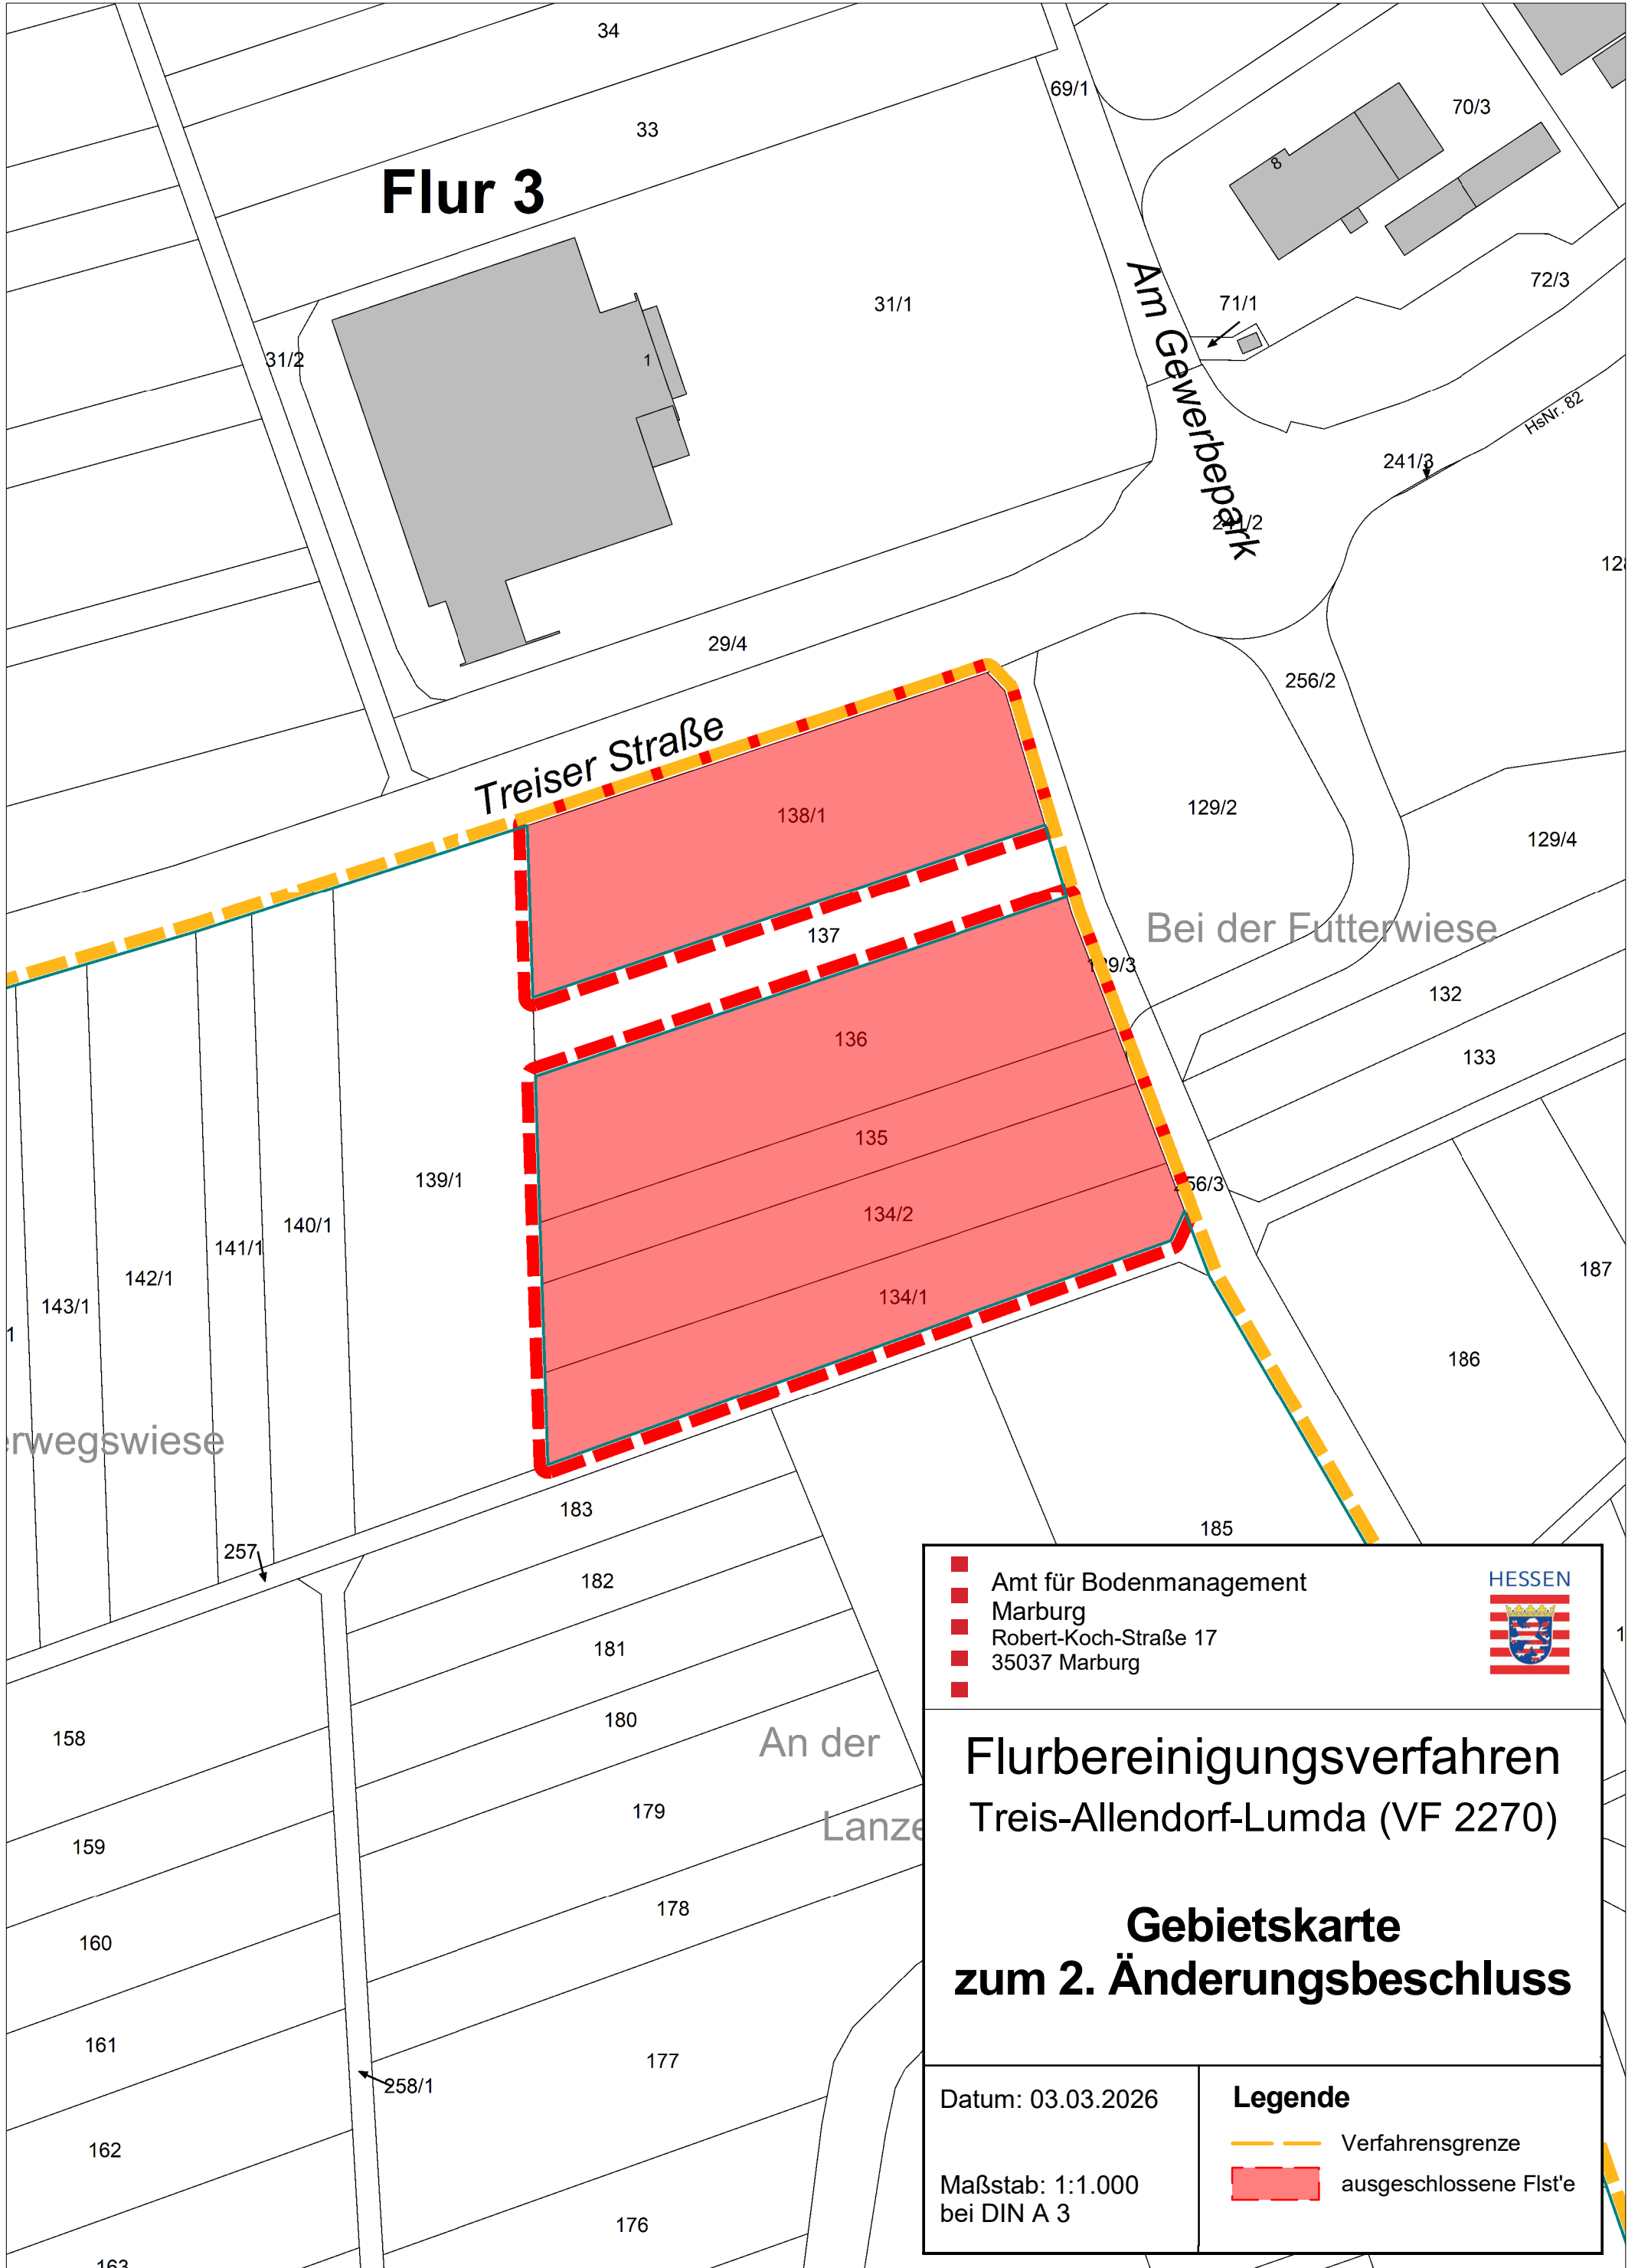 34
69/1
33
70/3
Flur 3
8
72/3
31/1
71/1
Am Gewerbepark
31/2
1
HsNr. 82
241/3
241/2
29/4
256/2
Treiser Straße
138/1
129/2
129/4
137
Bei der Futterwiese
129/3
132
136
133
135
139/1
256/3
134/2
140/1
141/1
142/1
187
134/1
143/1
1
186
erwegswiese
183
185
257
182
181
180
158
An der
179
Lanze
159
178
160
161
177
258/1
162
176
163
Amt für Bodenmanagement
Marburg
Robert-Koch-Straße 17
35037 Marburg
HESSEN
Flurbereinigungsverfahren
Treis-Allendorf-Lumda (VF 2270)
Gebietskarte
zum 2. Änderungsbeschluss
Datum: 03.03.2026
Maßstab: 1:1.000
bei DIN A 3
Legende
Verfahrensgrenze
ausgeschlossene Flst'e